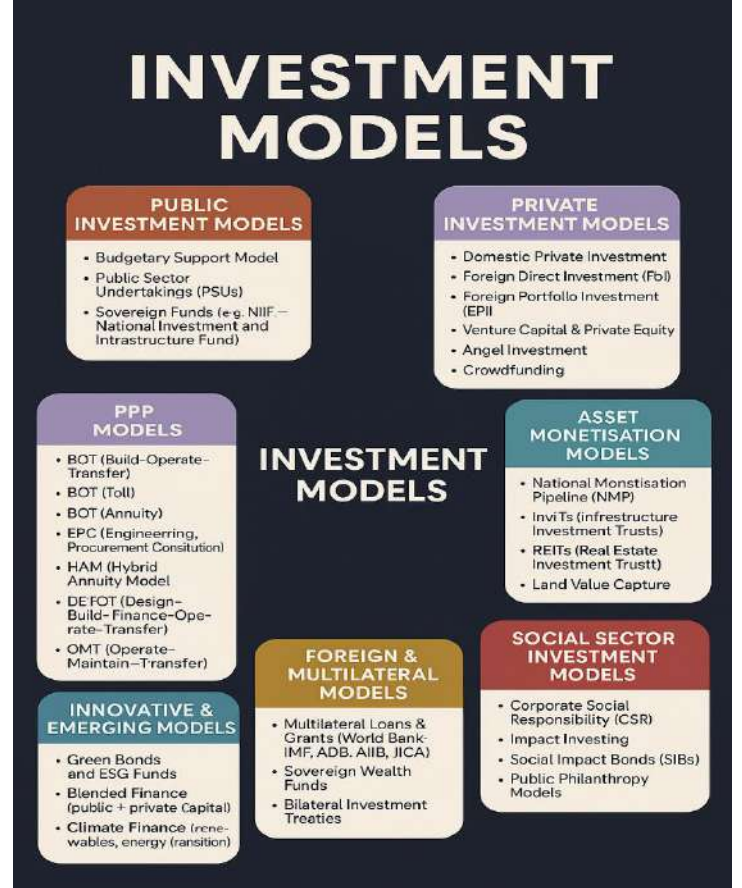 INVESTMENT
MODELS
PUBLIC
INVESTMENT MODELS
• Budgetary Support Model
• Public Sector
Undertakings (PSUs)
• Sovereign Funds (e.g. NIIF.–
National Investment and
Intrastructure Fund)
PRIVATE
INVESTMENT MODELS
• Domestic Private Investment
• Foreign Direct Investment (FbI)
• Foreign Portfollo Investment
(EPII
• Venture Capital & Private Equity
• Angel Investment
• Crowdfunding
PPP
MODELS
• BOT (Build-Operate-
Transfer)
• BOT (Toll)
• BOT (Annuity)
• EPC (Engineerring,
Procurement Consitution)
• HAM (Hybrid
Annuity Model
• DE'FOT (Design-
Build-Finance-Ope-
rate-Transfer)
• OMT (Operate-
Maintain-Transfer)
INVESTMENT
MODELS
ASSET
MONETISATION
MODELS
• National Monstisation
Pipeline (NMP)
• InviTs (infrestructure
Investment Trusts)
• REITs (Real Estate
Investment Trustt)
• Land Value Capture
INNOVATIVE &
EMERGING MODELS
• Green Bonds
and ESG Funds
• Blended Finance
(public + private Capital)
• Climate Finance (rene-
wables, energy (ransition)
FOREIGN &
MULTILATERAL
MODELS
• Multilateral Loans &
Grants (World Bank-
IMF, ADB. AIIB, JICA)
• Sovereign Wealth
Funds
• Bilateral Investment
Treaties
SOCIAL SECTOR
INVESTMENT
MODELS
• Corporate Social
Responsibility (CSR)
• Impact Investing
• Social Impact Bonds (SIBs)
• Public Philanthropy
Models